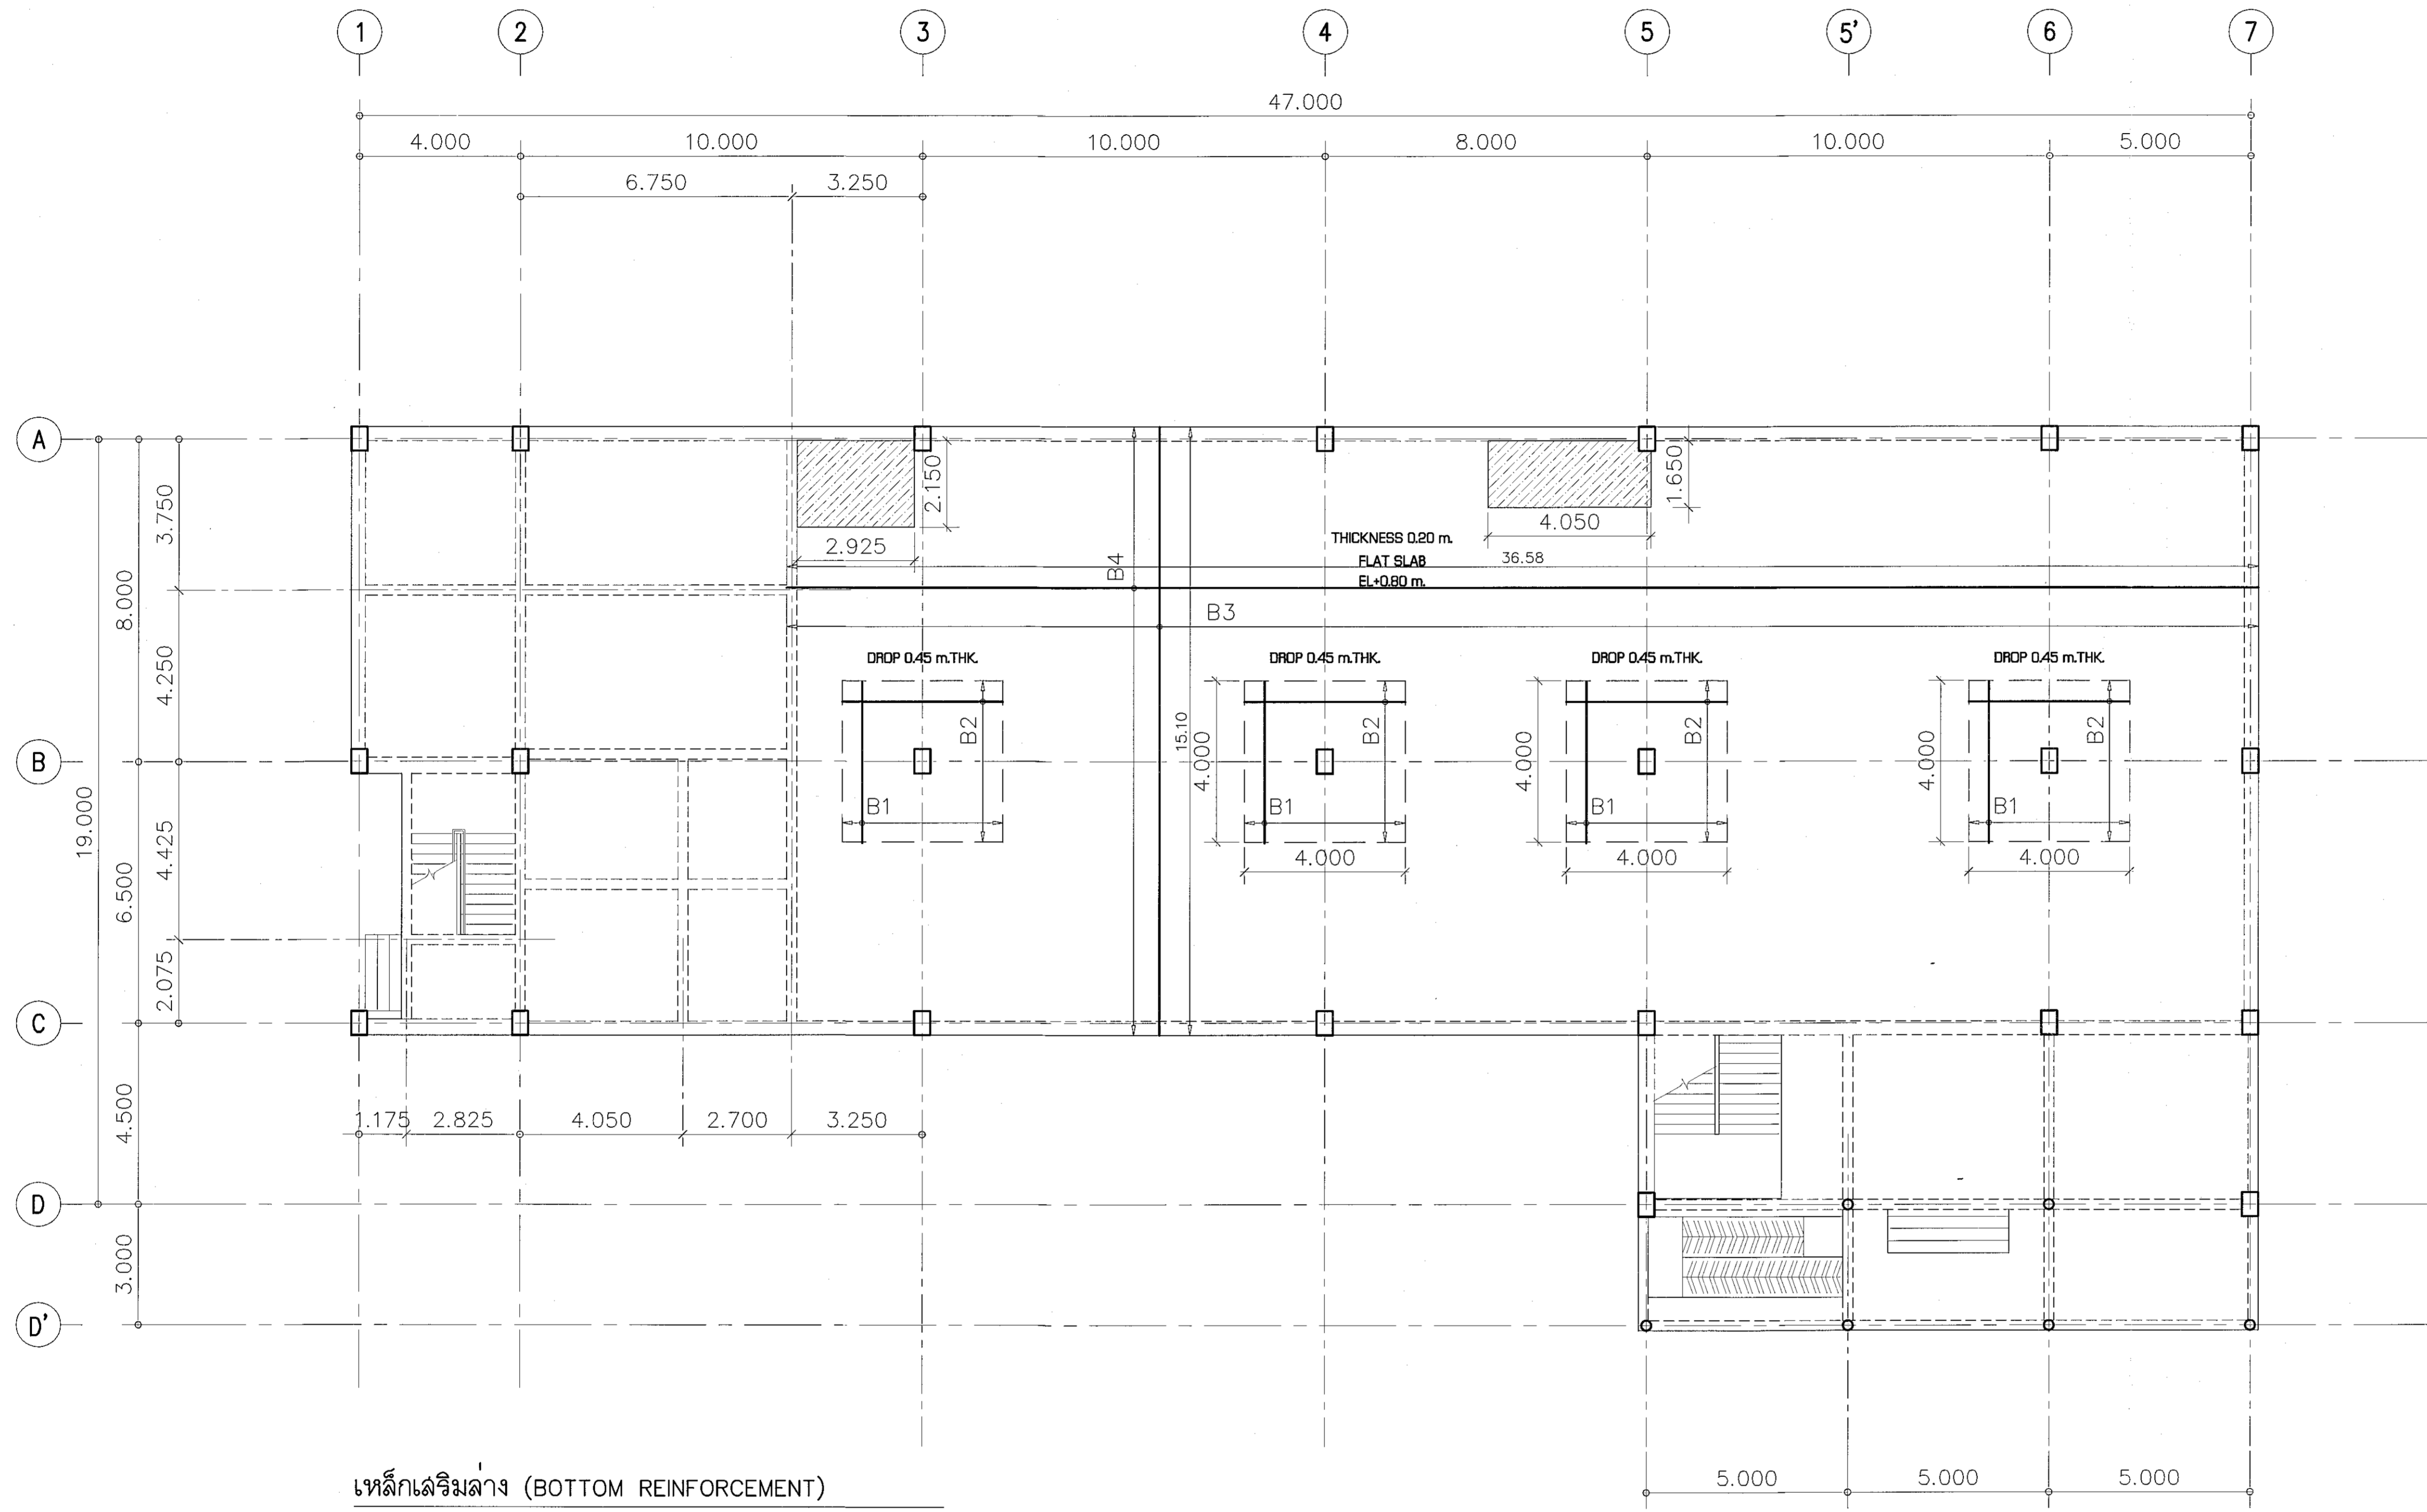 1 2 3 4 5 5' 6 7
47.000
4.000 10.000 10.000 8.000 10.000 5.000
6.750 3.250
A
3.750
8.000
4.250
B
19.000
4.425
6.500
2.075
C
4.500
D
3.000
D'
2.150
2.925
1.650
4.050
THICKNESS 0.20 m.
FLAT SLAB
EL+0.80 m.
36.58
B4
B3
15.10
DROP 0.45 m.THK.
B2
B1
DROP 0.45 m.THK.
4.000
B2
B1
4.000
DROP 0.45 m.THK.
4.000
B2
B1
4.000
DROP 0.45 m.THK.
4.000
B2
B1
4.000
1.175 2.825 4.050 2.700 3.250
5.000 5.000 5.000
เหล็กเสริมล่าง (BOTTOM REINFORCEMENT)